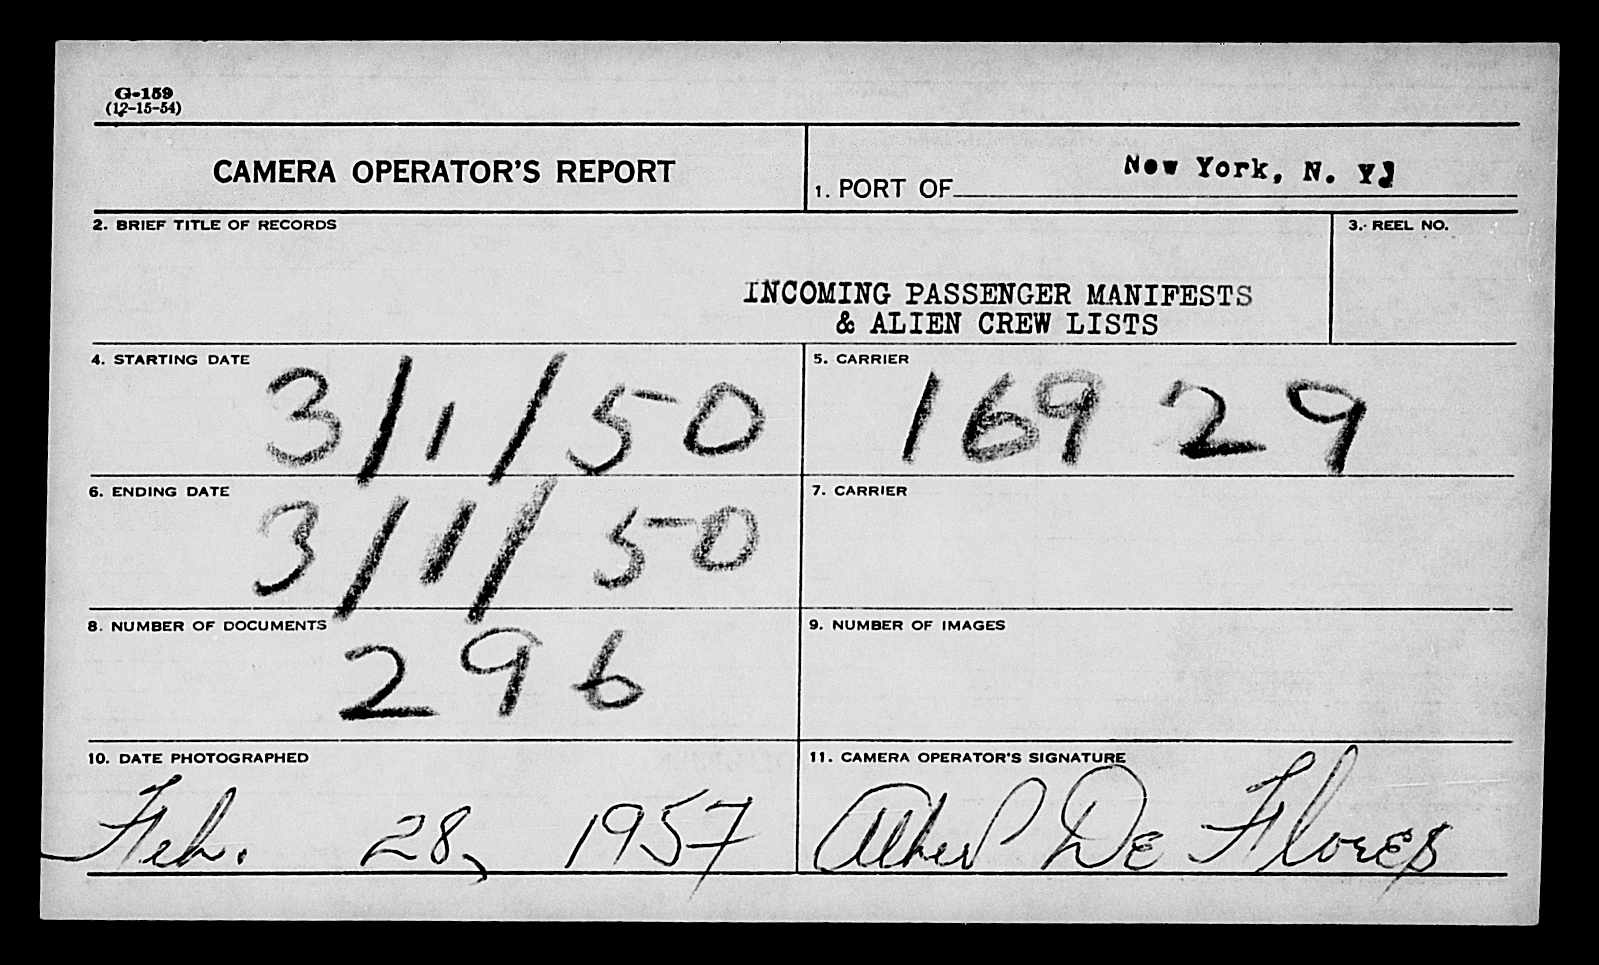 G-159
(12-15-54)
CAMERA OPERATOR'S REPORT
1. PORT OF New York, N. Y.
2. BRIEF TITLE OF RECORDS
3. REEL NO.
INCOMING PASSENGER MANIFESTS
& ALIEN CREW LISTS
4. STARTING DATE
3/1/50
5. CARRIER
16929
6. ENDING DATE
3/1/50
7. CARRIER
8. NUMBER OF DOCUMENTS
296
9. NUMBER OF IMAGES
10. DATE PHOTOGRAPHED
Feb. 28, 1957
11. CAMERA OPERATOR'S SIGNATURE
Albert De Flores